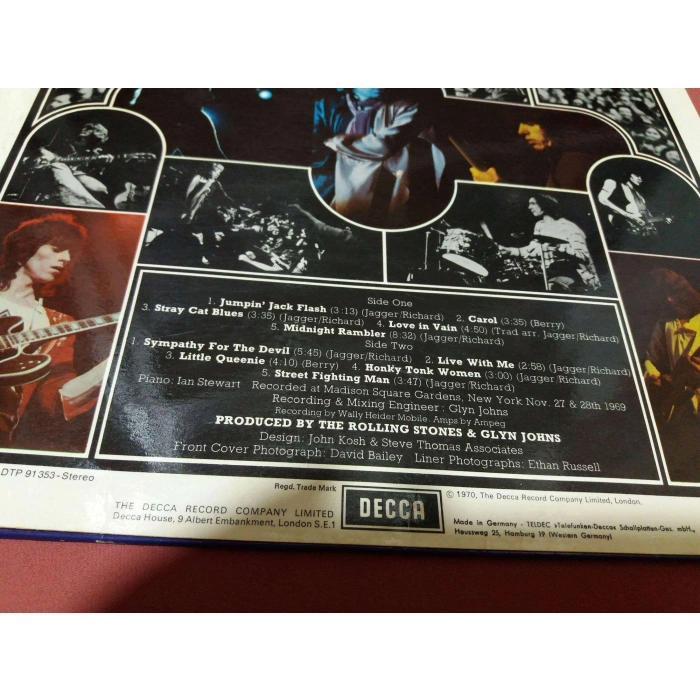 Side One
1. Jumpin' Jack Flash (3:13) (Jagger/Richard) 2. Carol (3:35) (Berry)
3. Stray Cat Blues (3:35) (Jagger/Richard) 4. Love in Vain (4:50) (Trad arr. Jagger/Richard)
5. Midnight Rambler (8:32) (Jagger/Richard)
Side Two
1. Sympathy For The Devil (5:45) (Jagger/Richard) 2. Live With Me (2:58) (Jagger/Richard)
3. Little Queenie (4:10) (Berry) 4. Honky Tonk Women (3:00) (Jagger/Richard)
5. Street Fighting Man (3:47) (Jagger/Richard)
Piano: Ian Stewart Recorded at Madison Square Gardens, New York Nov. 27 & 28th 1969
Recording & Mixing Engineer: Glyn Johns
Recording by Wally Heider Mobile. Amps by Ampeg
PRODUCED BY THE ROLLING STONES & GLYN JOHNS
Design: John Kosh & Steve Thomas Associates
Front Cover Photograph: David Bailey Liner Photographs: Ethan Russell
DTP 91353-Stereo
Regd. Trade Mark
THE DECCA RECORD COMPANY LIMITED
Decca House, 9 Albert Embankment, London S.E.1
DECCA
© 1970, The Decca Record Company Limited, London.
Made in Germany - TELDEC »Telefunken-Decca« Schallplatten-Ges. mbH.,
Heussweg 25, Hamburg 19 (Western Germany)